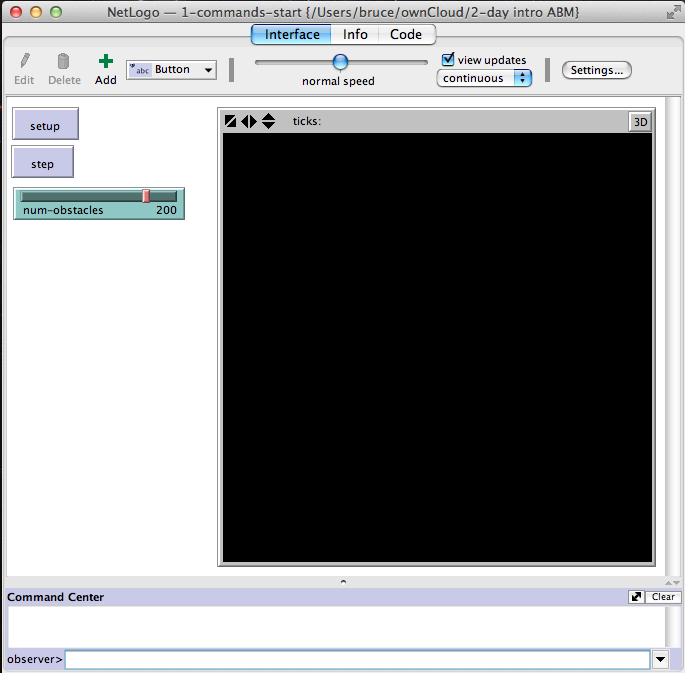 NetLogo — 1-commands-start {/Users/bruce/ownCloud/2-day intro ABM}
Interface Info Code
Edit Delete Add abc Button normal speed view updates continuous Settings...
setup
step
num-obstacles 200
ticks: 3D
Command Center Clear
observer>